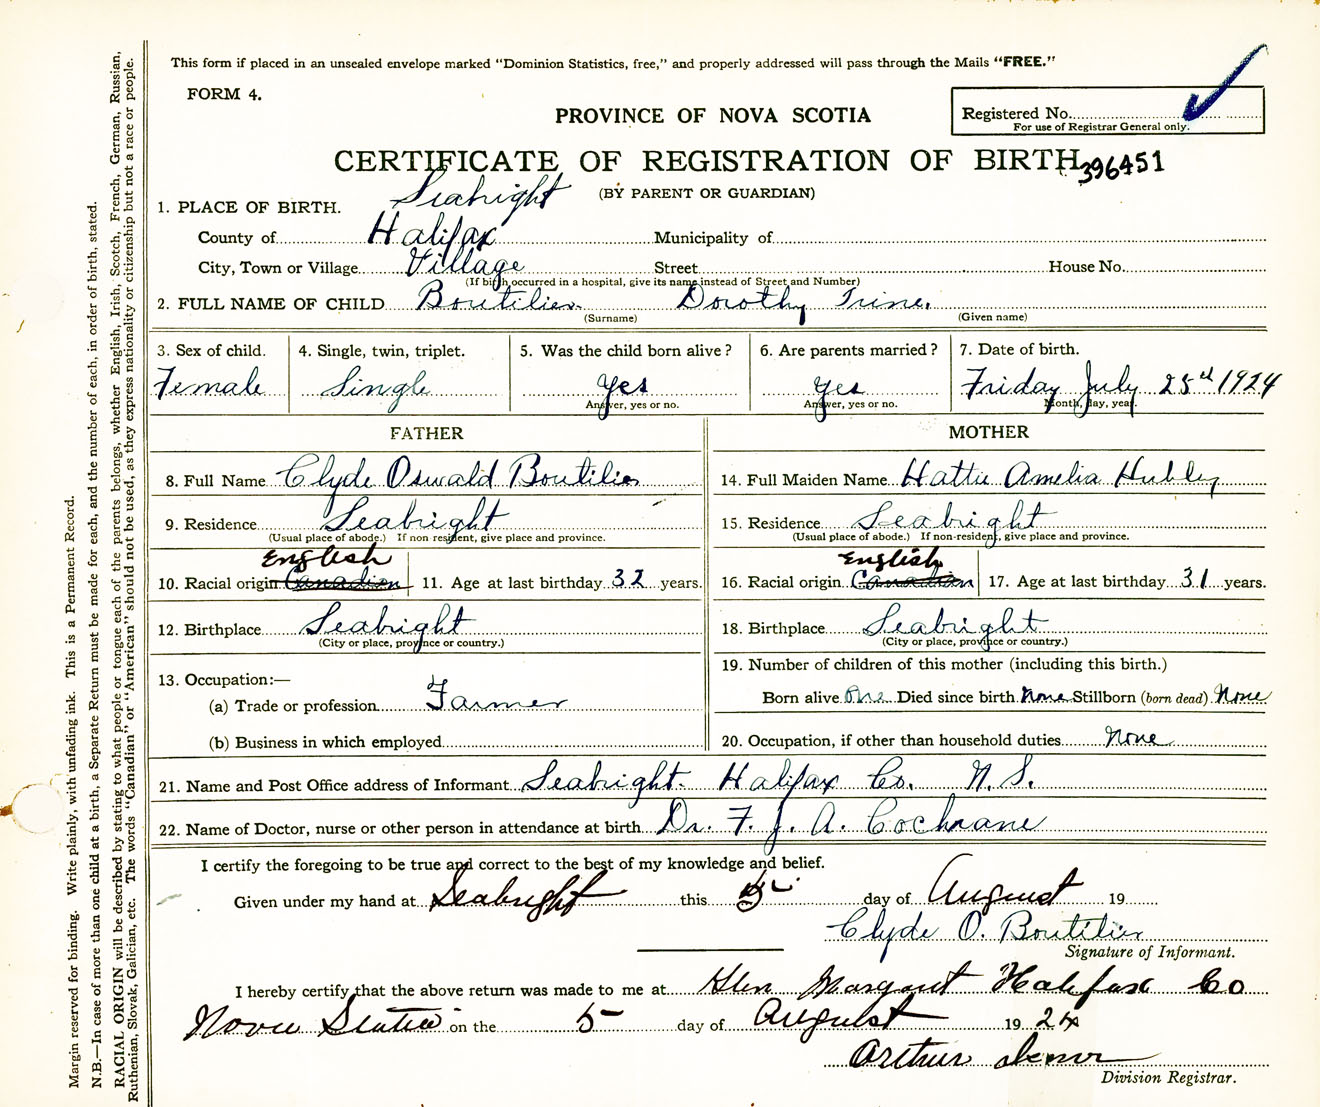 This form if placed in an unsealed envelope marked "Dominion Statistics, free," and properly addressed will pass through the Mails "FREE."
FORM 4.
PROVINCE OF NOVA SCOTIA
Registered No.
For use of Registrar General only.
CERTIFICATE OF REGISTRATION OF BIRTH
396451
(BY PARENT OR GUARDIAN)
Seabright
1. PLACE OF BIRTH.
County of Halifax Municipality of
City, Town or Village Village Street House No.
(If birth occurred in a hospital, give its name instead of Street and Number)
2. FULL NAME OF CHILD Boutilier Dorothy Irine.
(Surname) (Given name)
3. Sex of child. 4. Single, twin, triplet. 5. Was the child born alive? 6. Are parents married? 7. Date of birth.
Female Single Yes Yes Friday July 25th 1924
Answer, yes or no. Answer, yes or no. Month, day, year.
FATHER
8. Full Name Clyde Oswald Boutilier
9. Residence Seabright
(Usual place of abode.) If non-resident, give place and province.
English
10. Racial origin Canadian 11. Age at last birthday 32 years.
12. Birthplace Seabright
(City or place, province or country.)
13. Occupation:—
(a) Trade or profession Farmer
(b) Business in which employed
MOTHER
14. Full Maiden Name Hattie Amelia Hubley
15. Residence Seabright
(Usual place of abode.) If non-resident, give place and province.
English
16. Racial origin Canadian 17. Age at last birthday 31 years.
18. Birthplace Seabright
(City or place, province or country.)
19. Number of children of this mother (including this birth.)
Born alive One Died since birth None Stillborn (born dead) None
20. Occupation, if other than household duties None
21. Name and Post Office address of Informant Seabright. Halifax Co. N.S.
22. Name of Doctor, nurse or other person in attendance at birth Dr. F. J. A. Cochrane
I certify the foregoing to be true and correct to the best of my knowledge and belief.
Given under my hand at Seabright this 5 day of August 19
Clyde O. Boutilier
Signature of Informant.
I hereby certify that the above return was made to me at Glen Margaret Halifax Co
Nova Scotia on the 5 day of August 1924
Arthur
Division Registrar.
Margin reserved for binding. Write plainly, with unfading ink. This is a Permanent Record.
N.B.—In case of more than one child at a birth, a Separate Return must be made for each, and the number of each, in order of birth, stated.
RACIAL ORIGIN will be described by stating to what people or tongue each of the parents belongs, whether English, Irish, Scotch, French, German, Russian,
Ruthenian, Slovak, Galician, etc. The words "Canadian" or "American" should not be used, as they express nationality or citizenship but not a race or people.